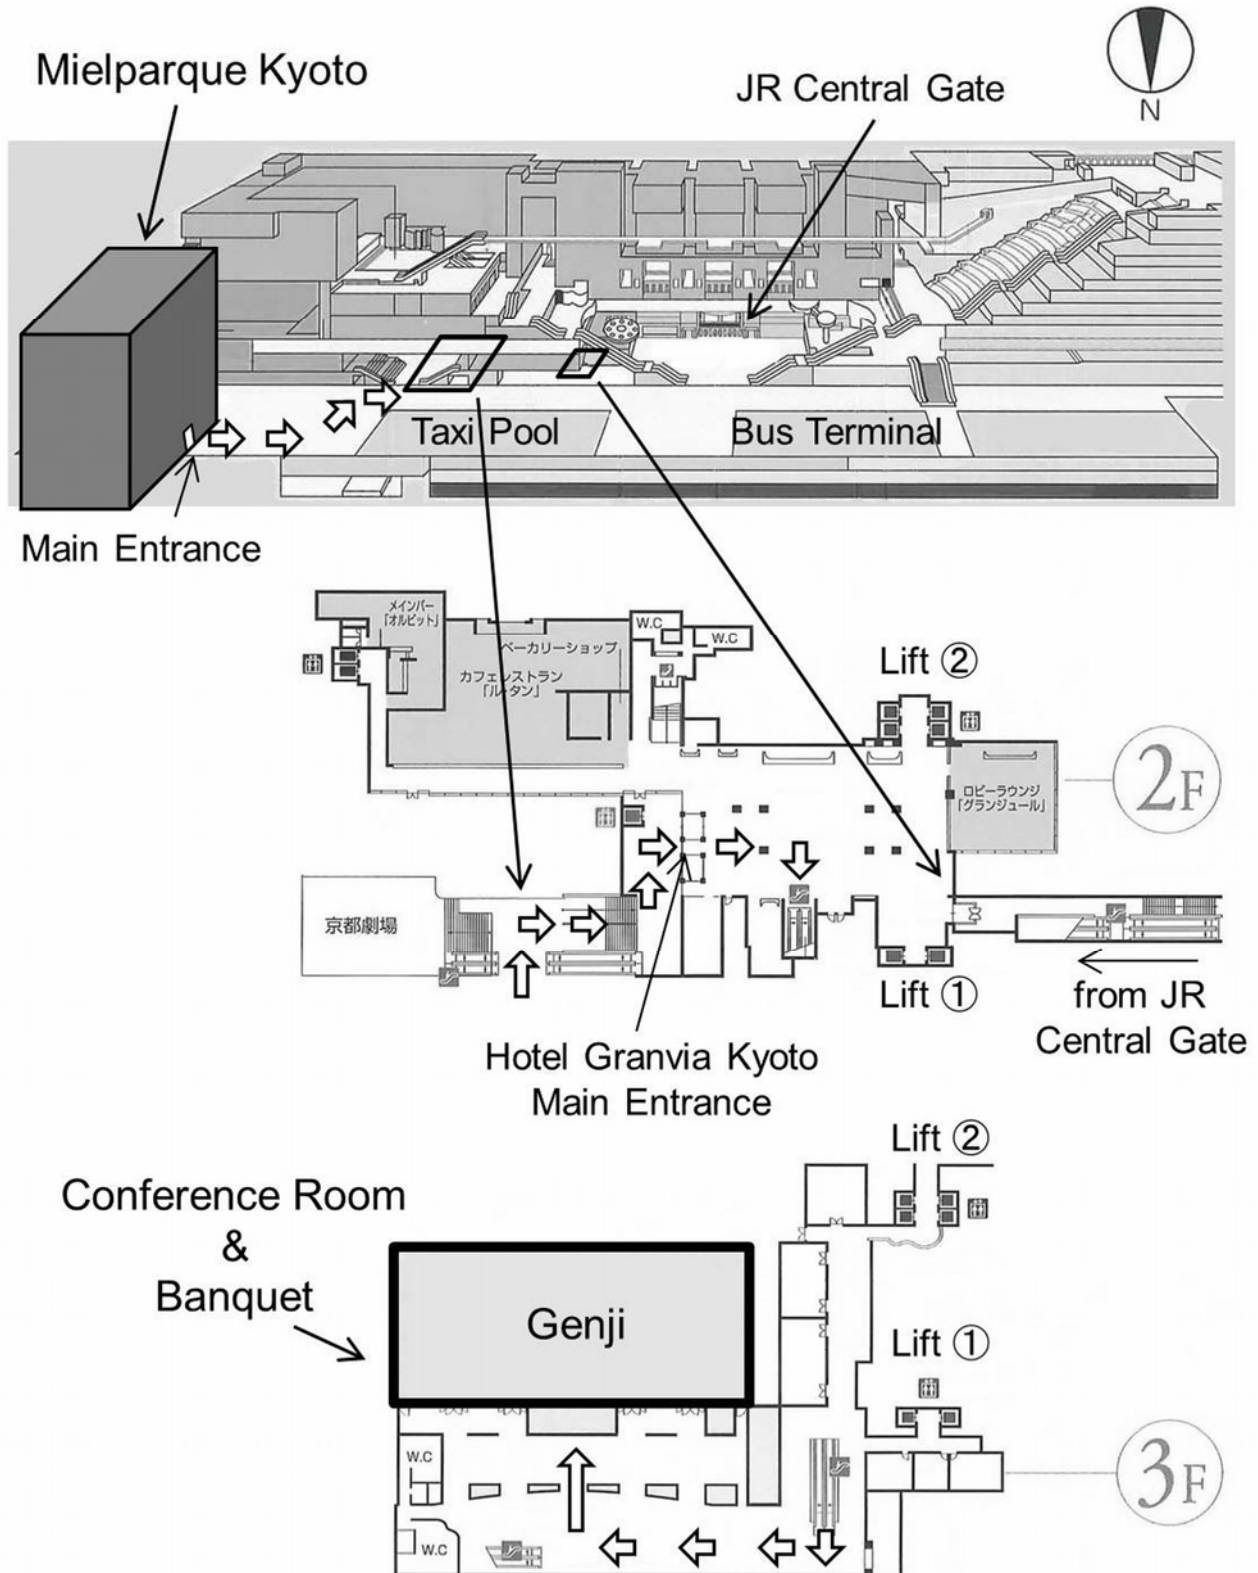 N
Mielparque Kyoto
JR Central Gate
Taxi Pool
Bus Terminal
Main Entrance
メインバー
「オルビット」
ベーカリーショップ
カフェレストラン
「ル・タン」
W.C
W.C
Lift ②
2F
ロビーラウンジ
「グランジュール」
京都劇場
Lift ①
from JR
Central Gate
Hotel Granvia Kyoto
Main Entrance
Lift ②
Conference Room
&
Banquet
Genji
Lift ①
W.C
3F
W.C